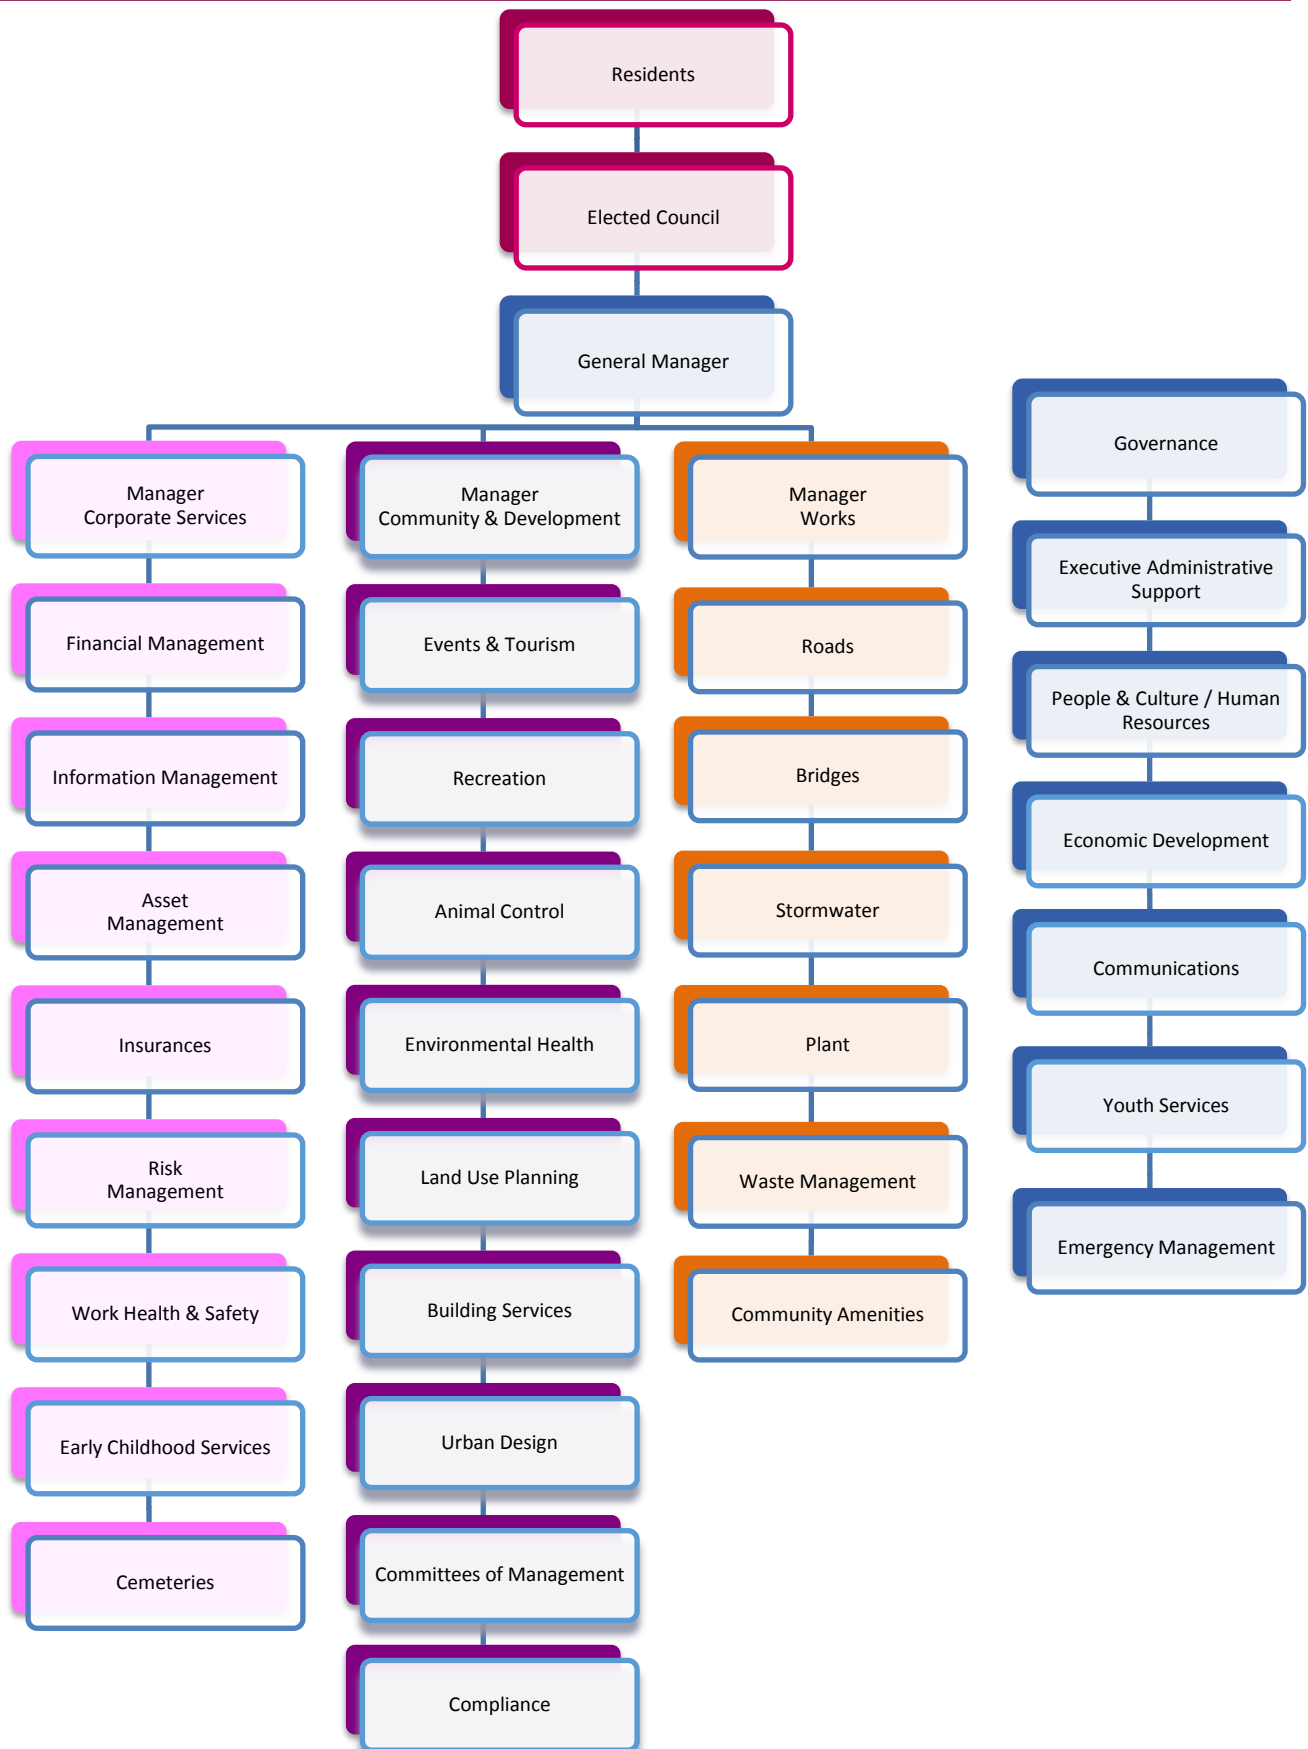 Residents
Elected Council
General Manager
Manager
Corporate Services
Financial Management
Information Management
Asset
Management
Insurances
Risk
Management
Work Health & Safety
Early Childhood Services
Cemeteries
Manager
Community & Development
Events & Tourism
Recreation
Animal Control
Environmental Health
Land Use Planning
Building Services
Urban Design
Committees of Management
Compliance
Manager
Works
Roads
Bridges
Stormwater
Plant
Waste Management
Community Amenities
Governance
Executive Administrative
Support
People & Culture / Human
Resources
Economic Development
Communications
Youth Services
Emergency Management